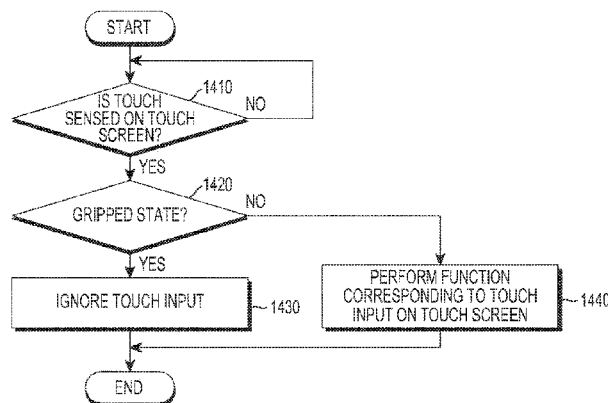 START
1410
IS TOUCH
SENSED ON TOUCH
SCREEN?
NO
YES
1420
GRIPPED STATE?
NO
YES
IGNORE TOUCH INPUT
1430
PERFORM FUNCTION
CORRESPONDING TO TOUCH
INPUT ON TOUCH SCREEN
1440
END